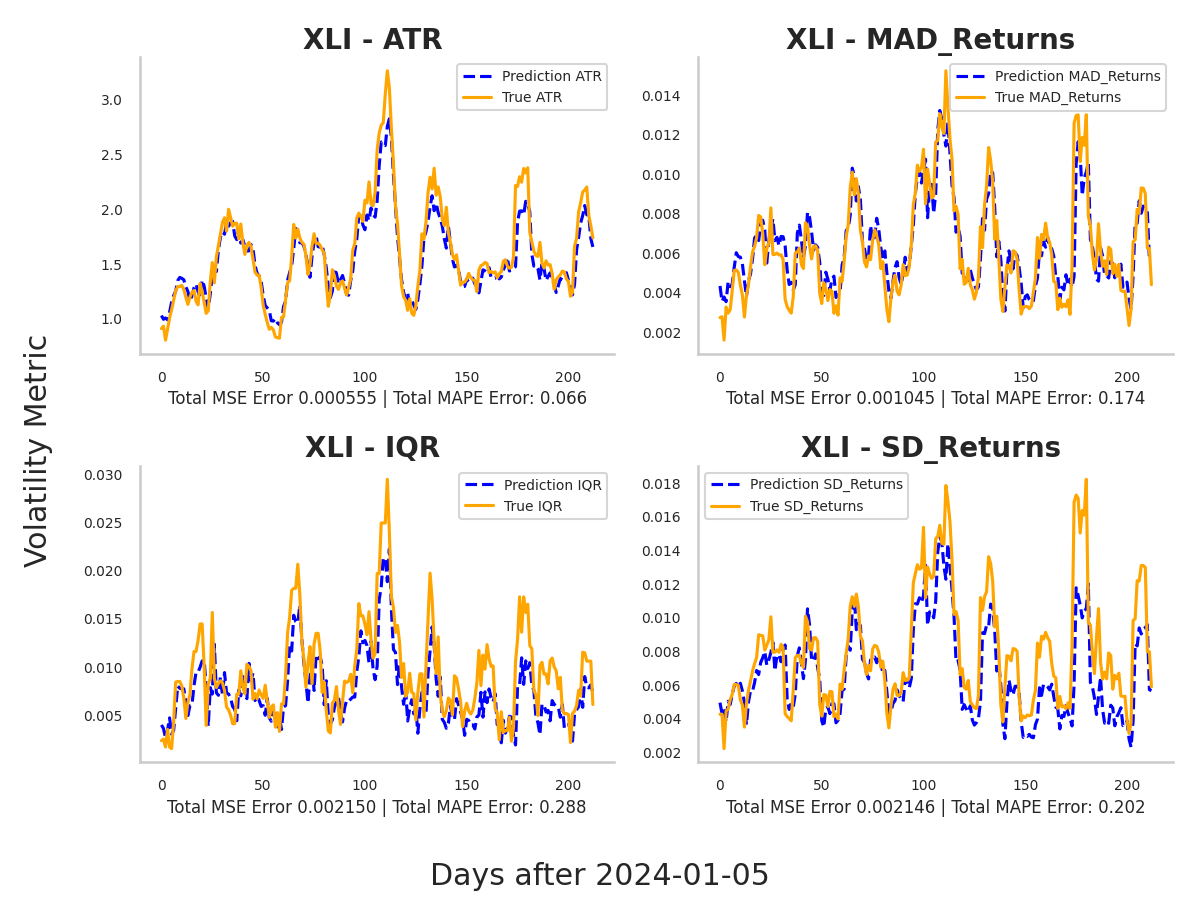 XLI - ATR
Prediction ATR
True ATR
3.0
2.5
2.0
1.5
1.0
0 50 100 150 200
Total MSE Error 0.000555 | Total MAPE Error: 0.066
XLI - MAD_Returns
Prediction MAD_Returns
True MAD_Returns
0.014
0.012
0.010
0.008
0.006
0.004
0.002
0 50 100 150 200
Total MSE Error 0.001045 | Total MAPE Error: 0.174
Volatility Metric
XLI - IQR
Prediction IQR
True IQR
0.030
0.025
0.020
0.015
0.010
0.005
0 50 100 150 200
Total MSE Error 0.002150 | Total MAPE Error: 0.288
XLI - SD_Returns
Prediction SD_Returns
True SD_Returns
0.018
0.016
0.014
0.012
0.010
0.008
0.006
0.004
0.002
0 50 100 150 200
Total MSE Error 0.002146 | Total MAPE Error: 0.202
Days after 2024-01-05